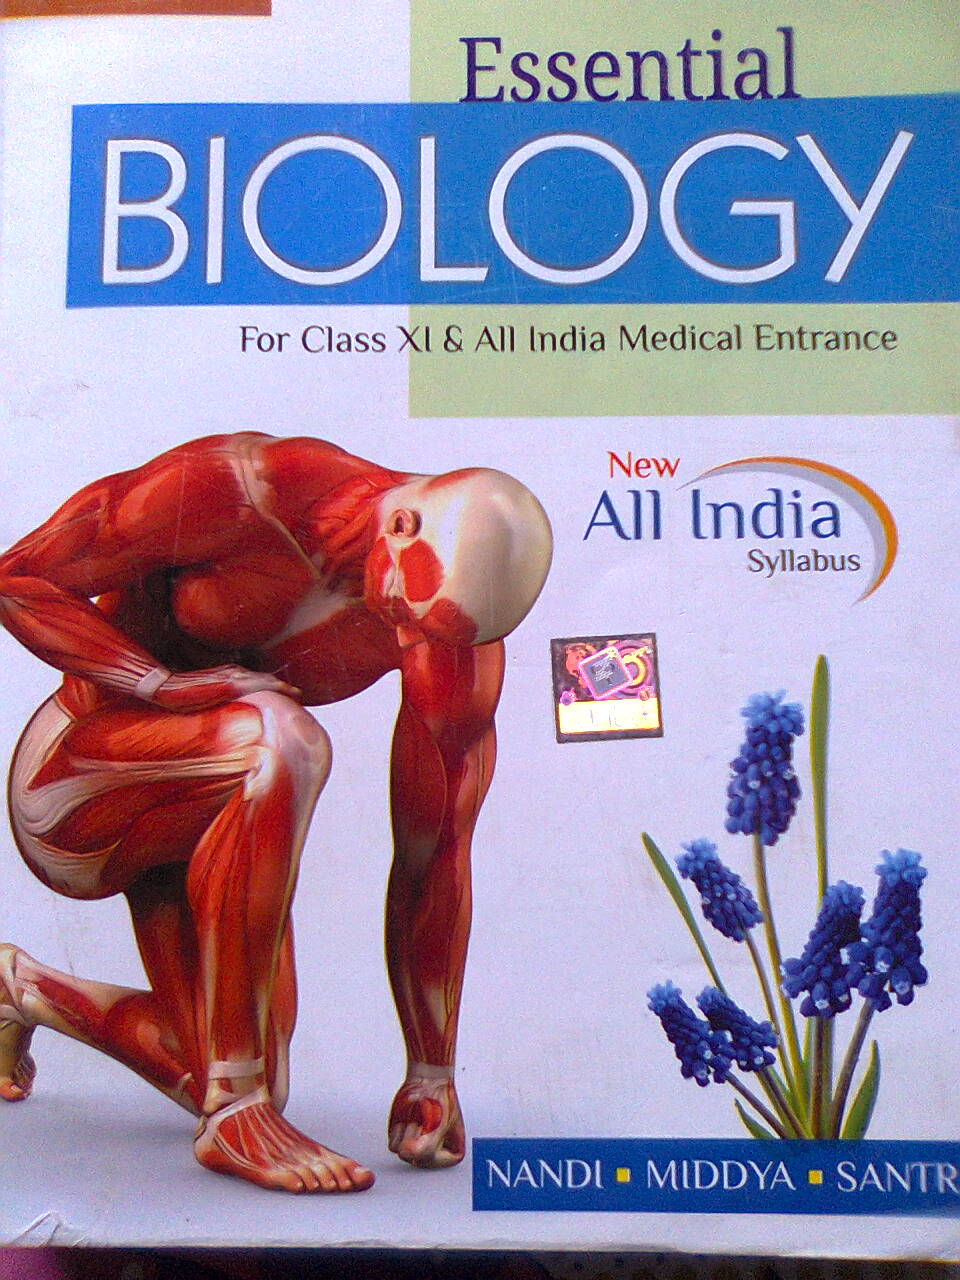 Essential
BIOLOGY
For Class XI & All India Medical Entrance
New
All India
Syllabus
NANDI ▪ MIDDYA ▪ SANTR